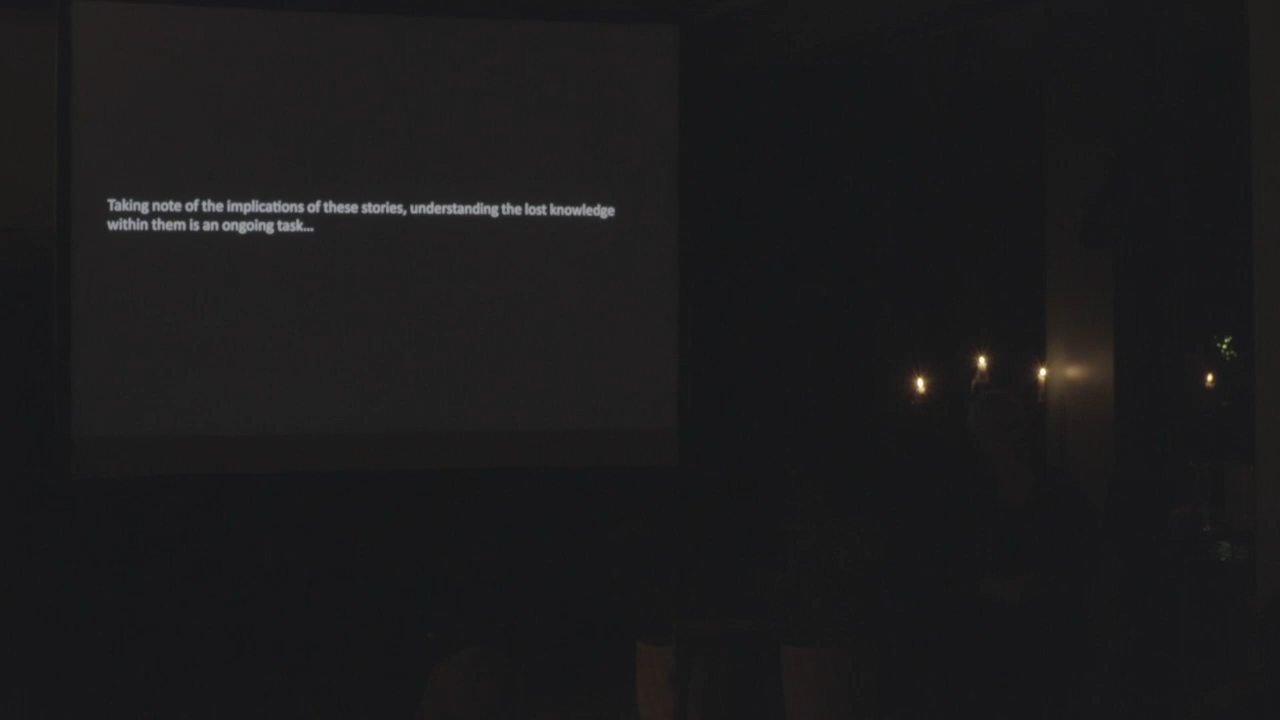 Taking note of the implications of these stories, understanding the lost knowledge
within them is an ongoing task...